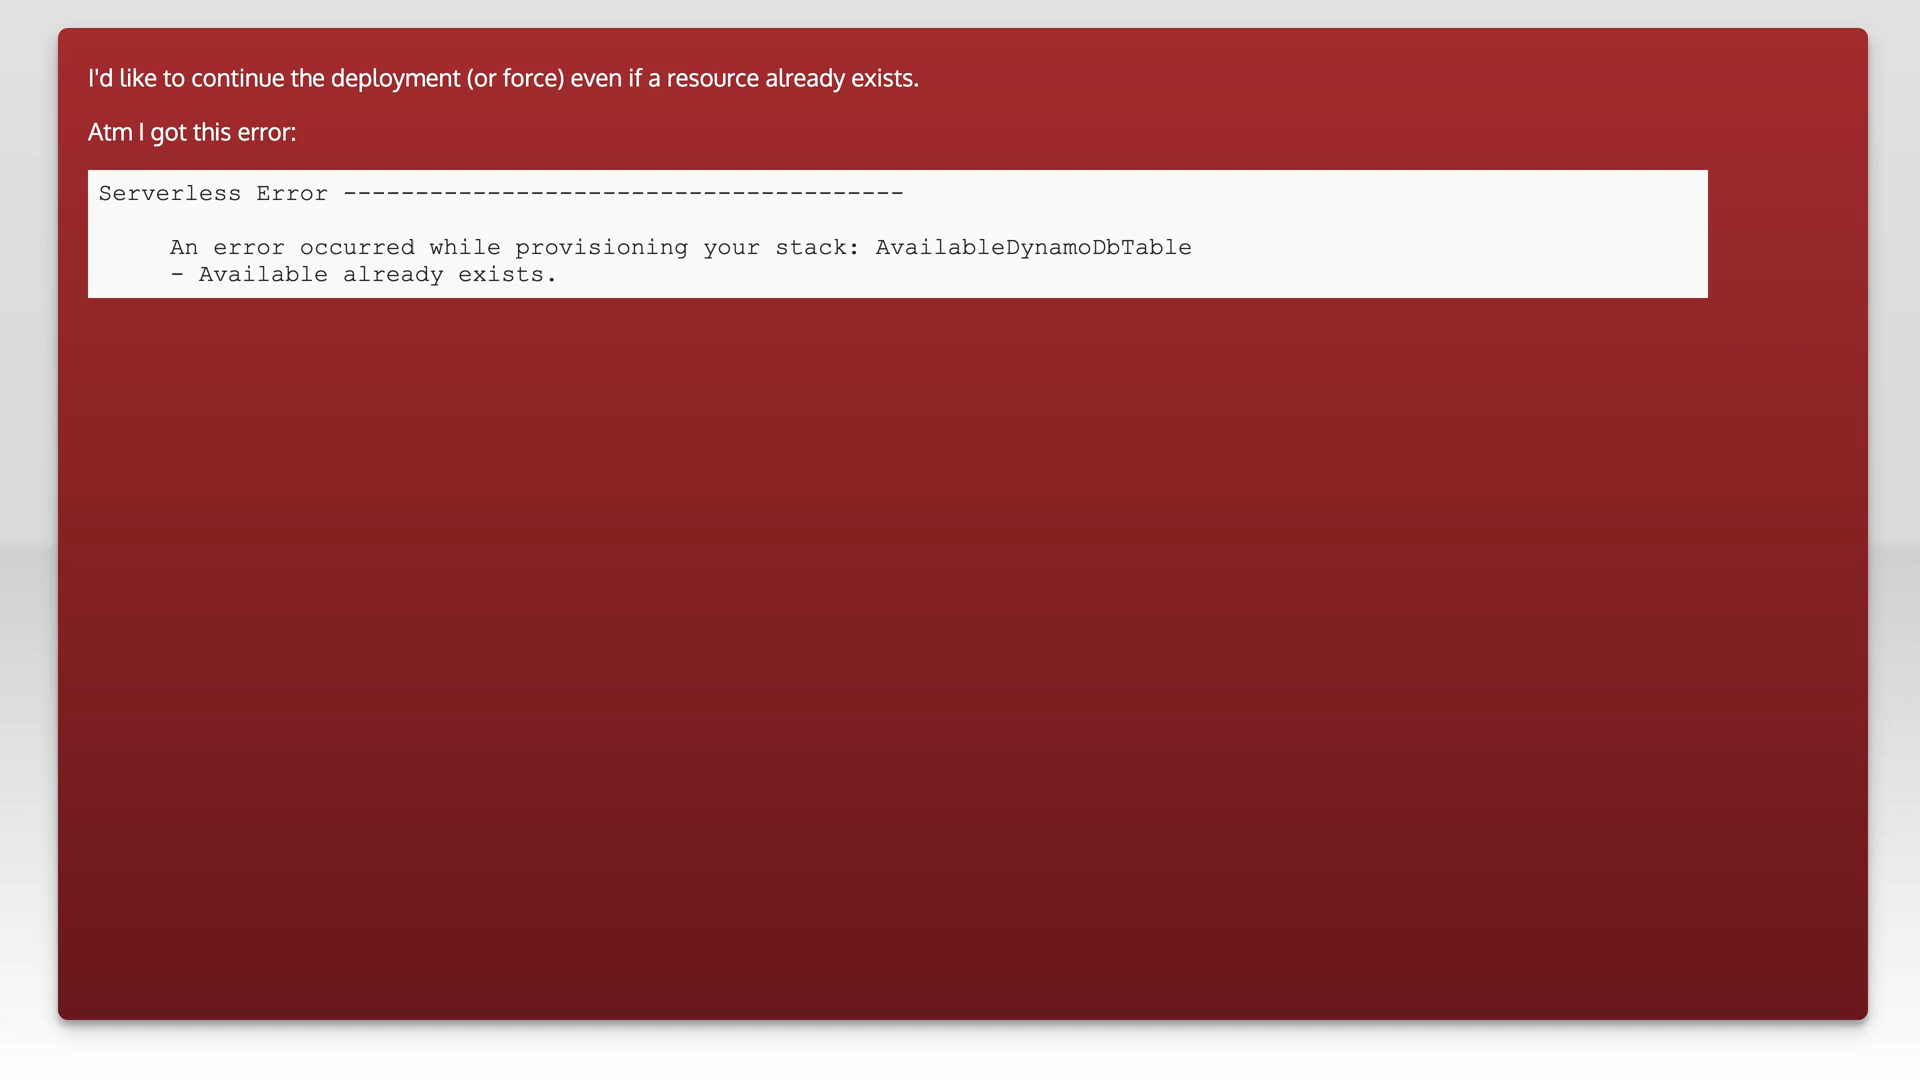 I'd like to continue the deployment (or force) even if a resource already exists.
Atm I got this error:
Serverless Error ---------------------------------------
An error occurred while provisioning your stack: AvailableDynamoDbTable
- Available already exists.